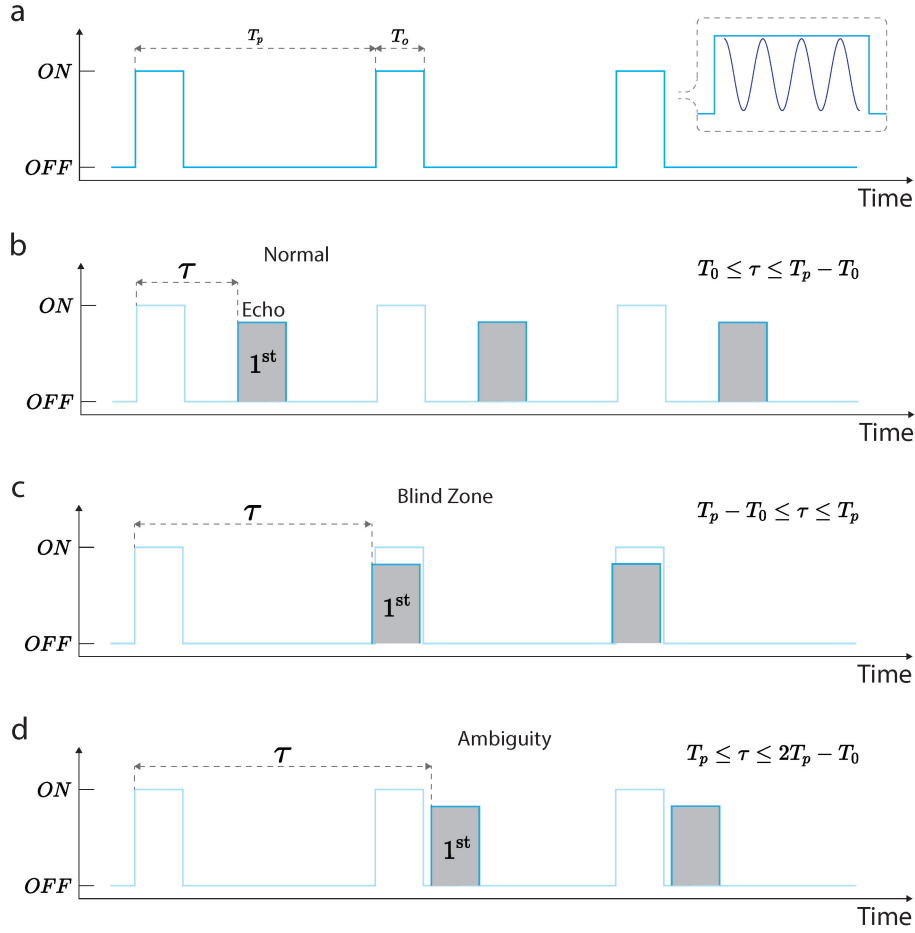 a
T_p
T_o
ON
OFF
Time
b
Normal
τ
T_0 ≤ τ ≤ T_p − T_0
ON
Echo
1^st
OFF
Time
c
Blind Zone
τ
T_p − T_0 ≤ τ ≤ T_p
ON
1^st
OFF
Time
d
Ambiguity
τ
T_p ≤ τ ≤ 2T_p − T_0
ON
1^st
OFF
Time